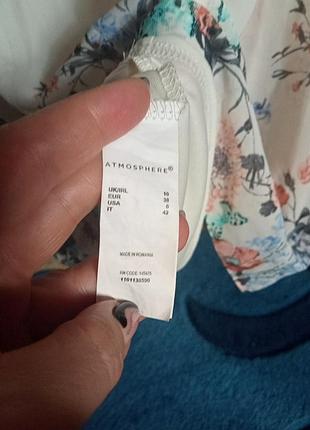 ATMOSPHERE®
UK/IRL 10
EUR 38
USA 6
IT 42
MADE IN ROMANIA